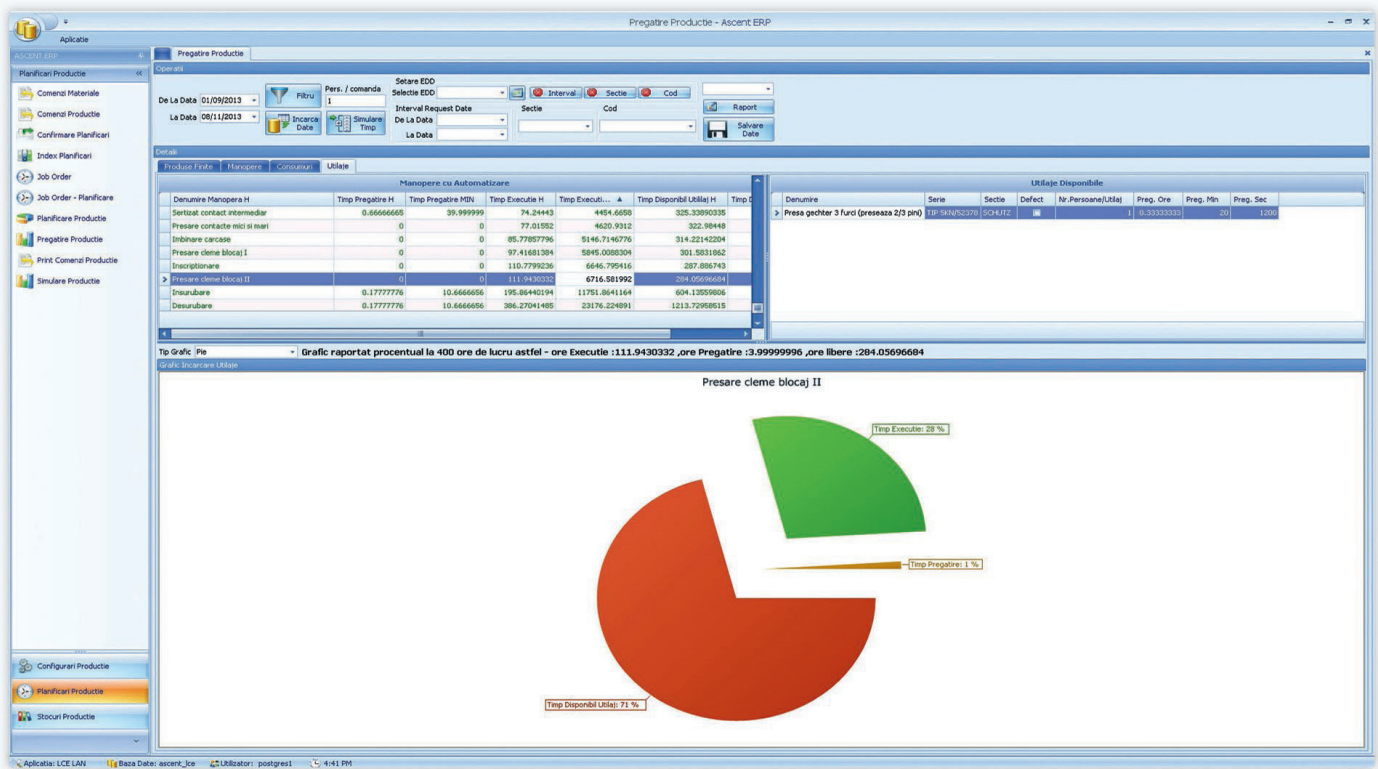 Pregatire Productie - Ascent ERP
Aplicatie
ASCENT ERP
Planificari Productie
Comenzi Materiale
Comenzi Productie
Confirmare Planificari
Index Planificari
Job Order
Job Order - Planificare
Planificare Productie
Pregatire Productie
Print Comenzi Productie
Simulare Productie
Configurari Productie
Planificari Productie
Stocuri Productie
Pregatire Productie
Operatii
De La Data 01/09/2013
La Data 08/11/2013
Filtru
Incarca Date
Pers. / comanda
1
Simulare Timp
Setare EDD
Selectie EDD
Interval Sectie Cod
Interval Request Date Sectie Cod
De La Data
La Data
Raport
Salvare Date
Detalii
Produse Finite Manopere Consumuri Utilaje
Manopere cu Automatizare
Denumire Manopera H Timp Pregatire H Timp Pregatire MIN Timp Executie H Timp Executi... Timp Disponibil Utilaj H Timp D
Sertizat contact intermediar 0.66666665 39.999999 74.24443 4454.6658 325.33890335
Presare contacte mici si mari 0 0 77.01552 4620.9312 322.98448
Imbinare carcase 0 0 85.77857796 5146.7146776 314.22142204
Presare cleme blocaj I 0 0 97.41681384 5845.0088304 301.5831862
Inscriptionare 0 0 110.7799236 6646.795416 287.886743
Presare cleme blocaj II 0 0 111.9430332 6716.581992 284.05696684
Insurubare 0.17777776 10.6666656 195.86440194 11751.8641164 604.13559806
Desurubare 0.17777776 10.6666656 386.27041485 23176.224891 1213.72958515
Utilaje Disponibile
Denumire Serie Sectie Defect Nr.Persoane/Utilaj Preg. Ore Preg. Min Preg. Sec
Presa gechter 3 furci (preseaza 2/3 pini) TIP 5KN/52378 SCHUTZ 1 0.33333333 20 1200
Tip Grafic Pie Grafic raportat procentual la 400 ore de lucru astfel - ore Executie :111.9430332 ,ore Pregatire :3.99999996 ,ore libere :284.05696684
Grafic Incarcare Utilaje
Presare cleme blocaj II
Timp Executie: 28 %
Timp Pregatire: 1 %
Timp Disponibil Utilaj: 71 %
Aplicatia: LCE LAN Baza Date: ascent_lce Utilizator: postgres1 4:41 PM